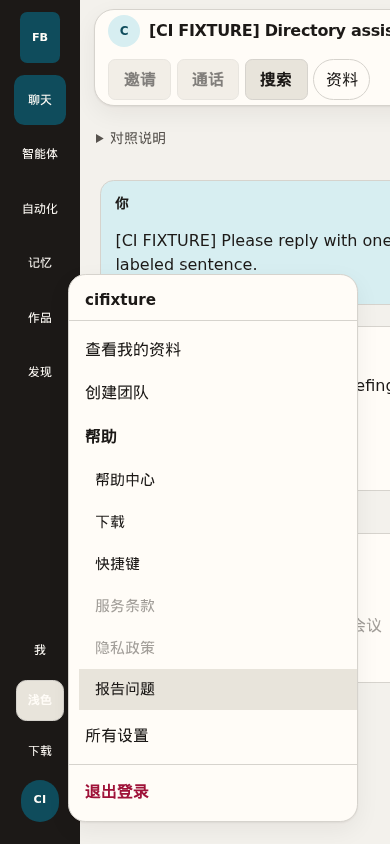 FB
聊天
智能体
自动化
记忆
作品
发现
我
浅色
下载
CI
C
[CI FIXTURE] Directory assis
邀请
通话
搜索
资料
▶ 对照说明
你
[CI FIXTURE] Please reply with one
labeled sentence.
efing
会议
cifixture
查看我的资料
创建团队
帮助
帮助中心
下载
快捷键
服务条款
隐私政策
报告问题
所有设置
退出登录